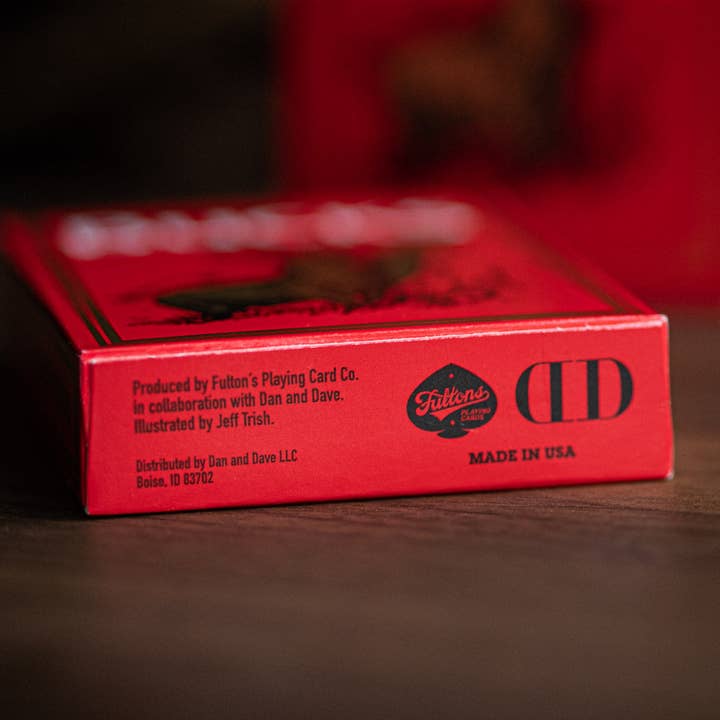 Produced by Fulton's Playing Card Co.
in collaboration with Dan and Dave.
Illustrated by Jeff Trish.
Distributed by Dan and Dave LLC
Boise, ID 83702
Fultons
PLAYING
CARDS
DD
MADE IN USA